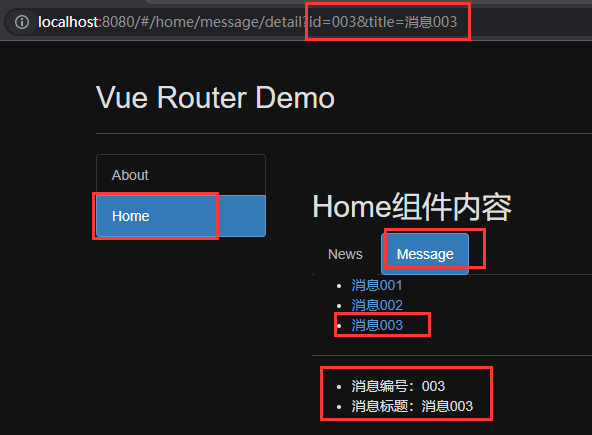 localhost:8080/#/home/message/detail?id=003&title=消息003
Vue Router Demo
About
Home
Home组件内容
News
Message
消息001
消息002
消息003
消息编号：003
消息标题：消息003